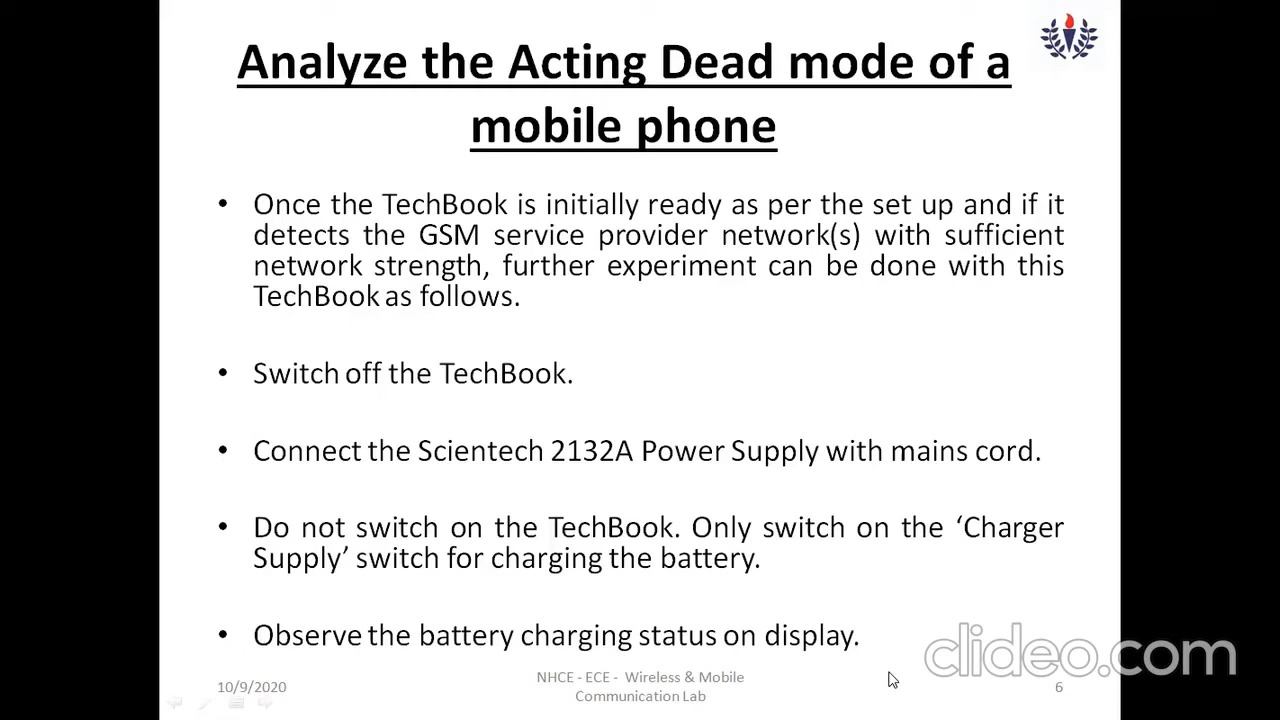 Analyze the Acting Dead mode of a
mobile phone
• Once the TechBook is initially ready as per the set up and if it
detects the GSM service provider network(s) with sufficient
network strength, further experiment can be done with this
TechBook as follows.
• Switch off the TechBook.
• Connect the Scientech 2132A Power Supply with mains cord.
• Do not switch on the TechBook. Only switch on the ‘Charger
Supply’ switch for charging the battery.
• Observe the battery charging status on display.
clideo.com
10/9/2020
NHCE - ECE - Wireless & Mobile
Communication Lab
6